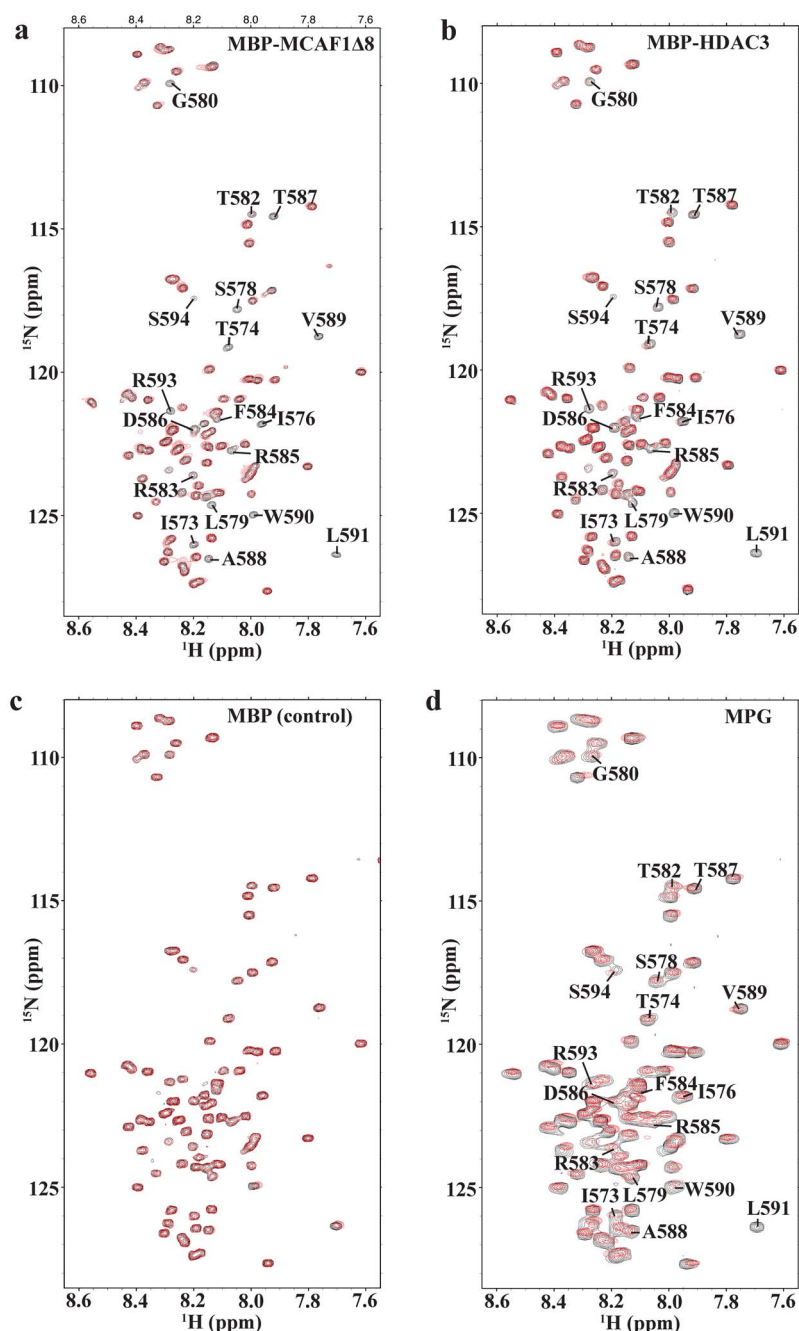 a
8.6 8.4 8.2 8.0 7.8 7.6
MBP-MCAF1Δ8
110
115
120
125
¹⁵N (ppm)
G580
T582
T587
S578
S594
V589
T574
R593
F584
I576
D586
R585
R583
L579
W590
I573
A588
L591
8.6 8.4 8.2 8.0 7.8 7.6
¹H (ppm)
b
MBP-HDAC3
110
115
120
125
¹⁵N (ppm)
G580
T582
T587
S578
S594
V589
T574
R593
F584
I576
D586
R585
R583
L579
W590
I573
A588
L591
8.6 8.4 8.2 8.0 7.8 7.6
¹H (ppm)
c
MBP (control)
110
115
120
125
¹⁵N (ppm)
8.6 8.4 8.2 8.0 7.8 7.6
¹H (ppm)
d
MPG
110
115
120
125
¹⁵N (ppm)
G580
T582
T587
S578
S594
V589
T574
R593
F584
I576
D586
R585
R583
L579
W590
I573
A588
L591
8.6 8.4 8.2 8.0 7.8 7.6
¹H (ppm)